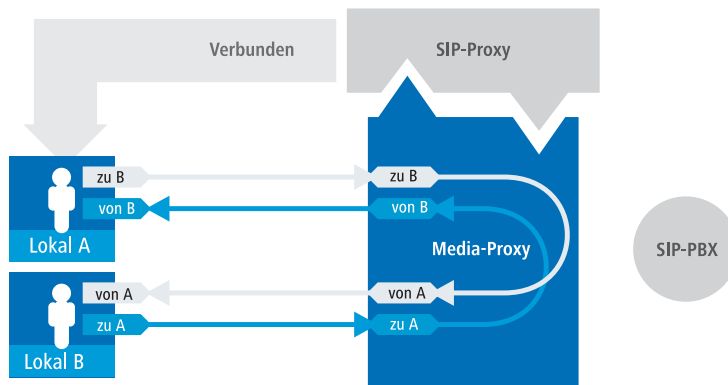 Verbunden
SIP-Proxy
zu B
zu B
von B
von B
Lokal A
Media-Proxy
SIP-PBX
von A
von A
zu A
zu A
Lokal B